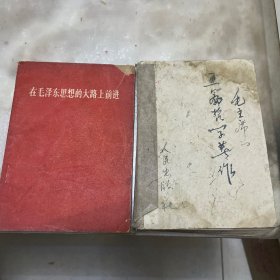 在毛泽东思想的大路上前进
毛主席的
五篇哲学著作
人民出版